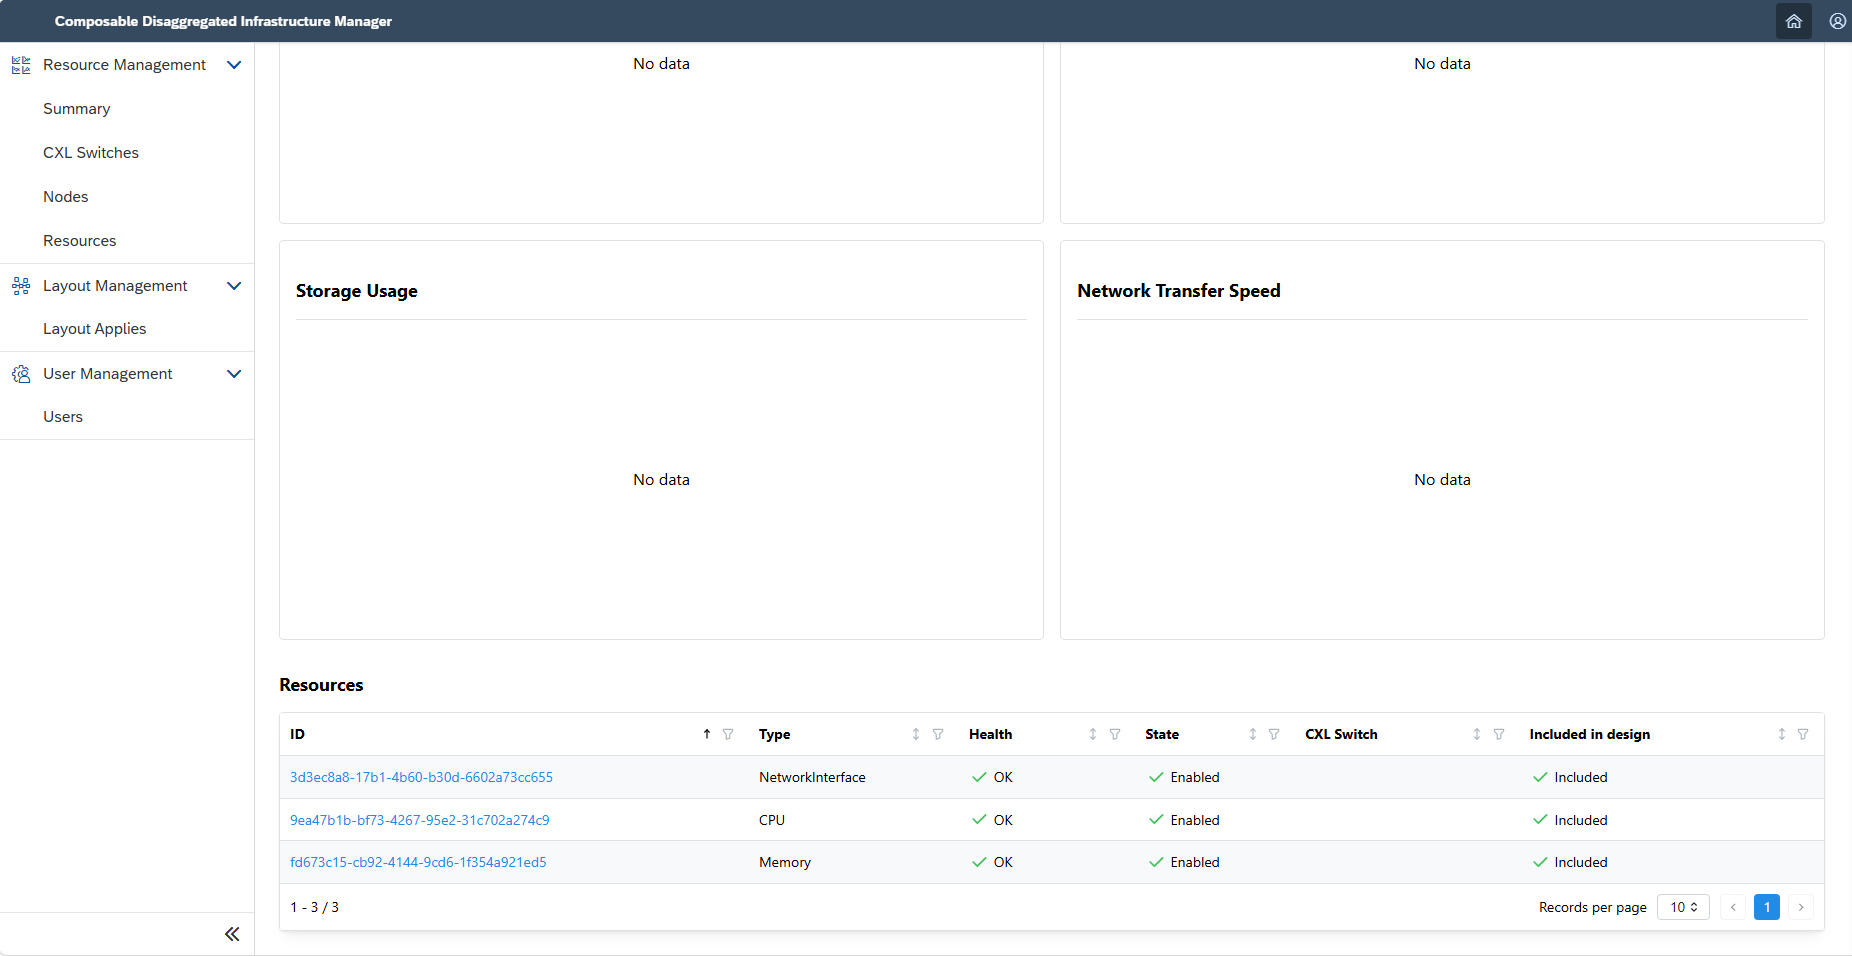 Composable Disaggregated Infrastructure Manager
Resource Management
Summary
CXL Switches
Nodes
Resources
Layout Management
Layout Applies
User Management
Users
No data
No data
Storage Usage
No data
Network Transfer Speed
No data
Resources
ID Type Health State CXL Switch Included in design
3d3ec8a8-17b1-4b60-b30d-6602a73cc655 NetworkInterface OK Enabled Included
9ea47b1b-bf73-4267-95e2-31c702a274c9 CPU OK Enabled Included
fd673c15-cb92-4144-9cd6-1f354a921ed5 Memory OK Enabled Included
1 - 3 / 3 Records per page 10 1